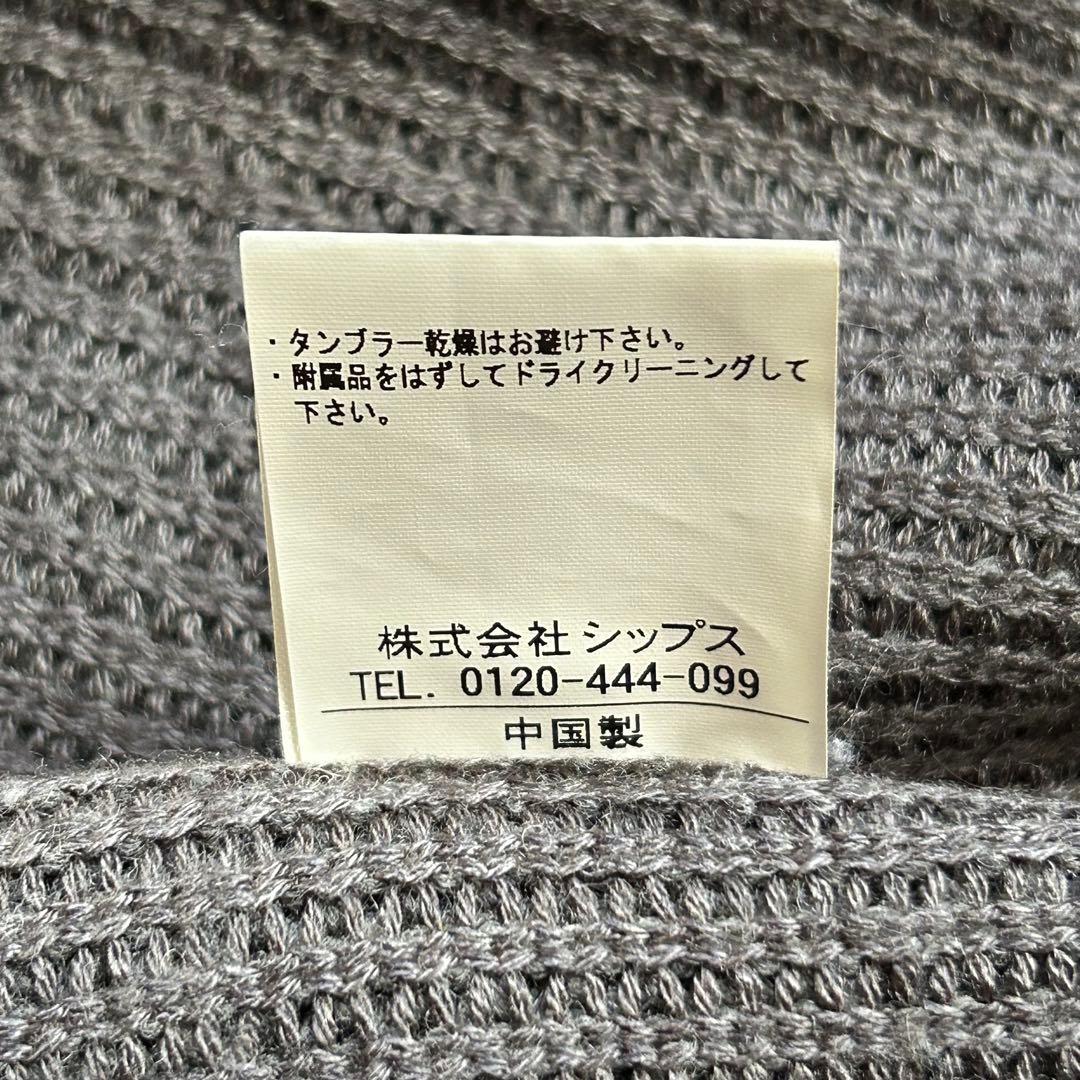 ・タンブラー乾燥はお避け下さい。
・附属品をはずしてドライクリーニングして
下さい。
株式会社シップス
TEL. 0120-444-099
中国製